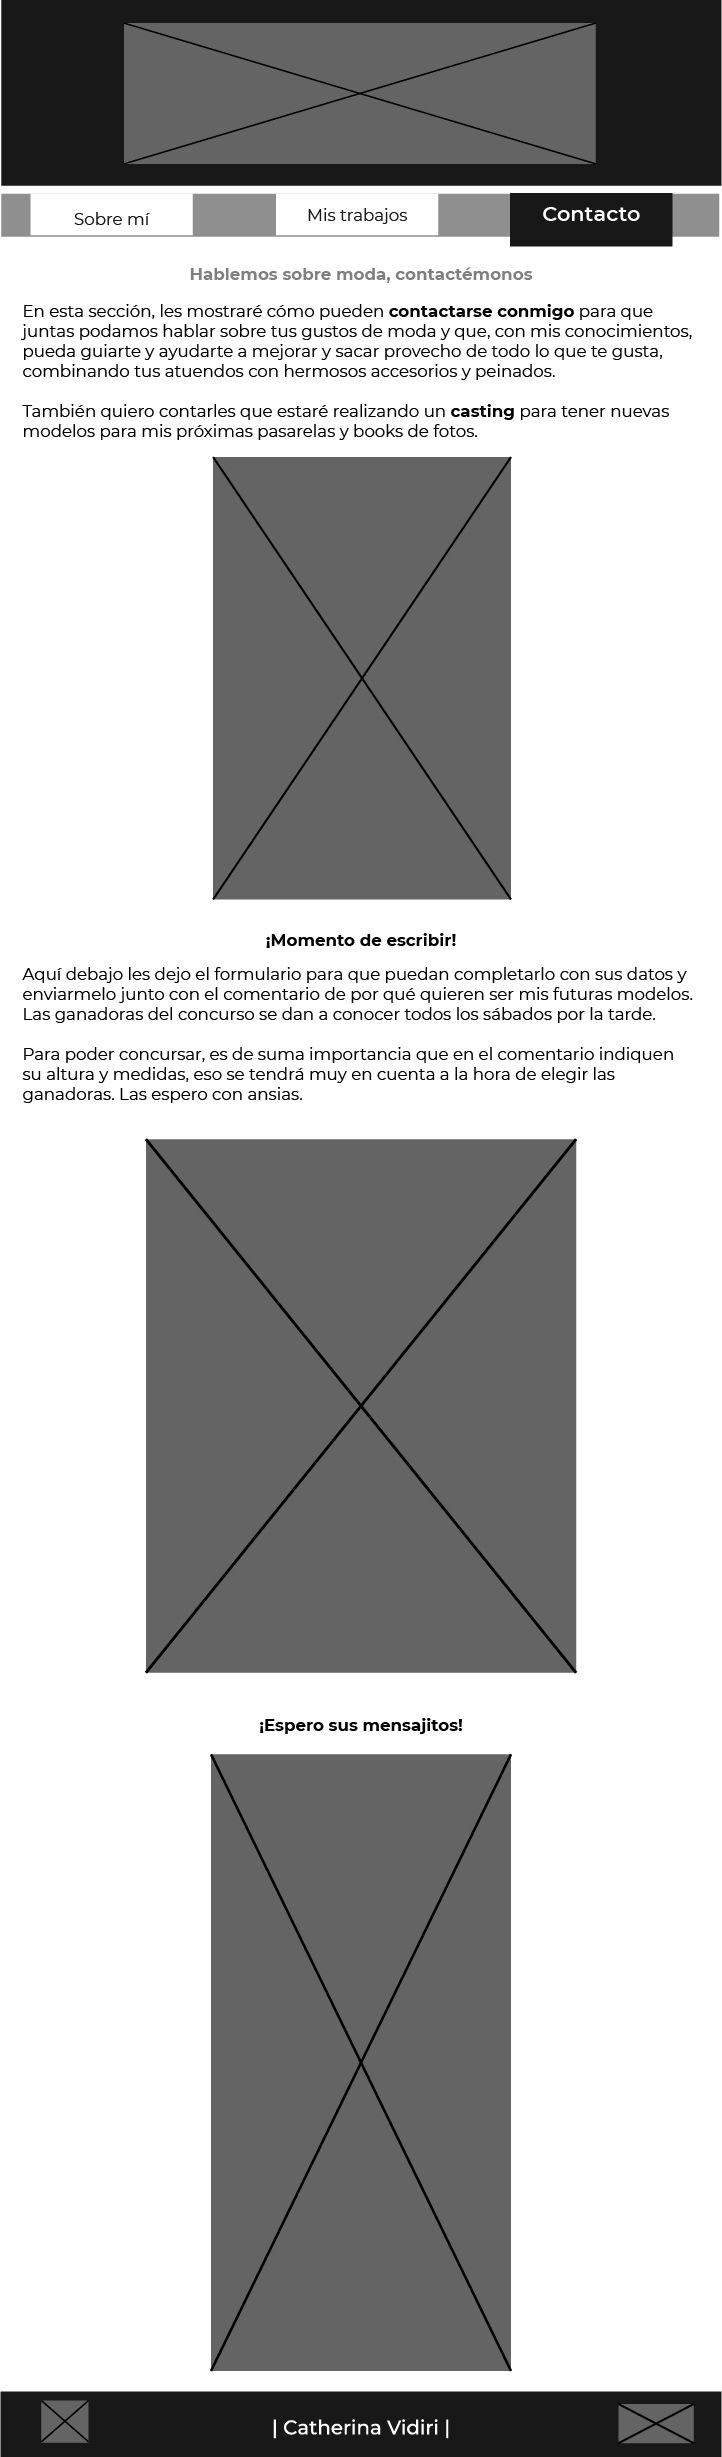 Sobre mí
Mis trabajos
Contacto
Hablemos sobre moda, contactémonos
En esta sección, les mostraré cómo pueden contactarse conmigo para que
juntas podamos hablar sobre tus gustos de moda y que, con mis conocimientos,
pueda guiarte y ayudarte a mejorar y sacar provecho de todo lo que te gusta,
combinando tus atuendos con hermosos accesorios y peinados.
También quiero contarles que estaré realizando un casting para tener nuevas
modelos para mis próximas pasarelas y books de fotos.
¡Momento de escribir!
Aquí debajo les dejo el formulario para que puedan completarlo con sus datos y
enviarmelo junto con el comentario de por qué quieren ser mis futuras modelos.
Las ganadoras del concurso se dan a conocer todos los sábados por la tarde.
Para poder concursar, es de suma importancia que en el comentario indiquen
su altura y medidas, eso se tendrá muy en cuenta a la hora de elegir las
ganadoras. Las espero con ansias.
¡Espero sus mensajitos!
| Catherina Vidiri |